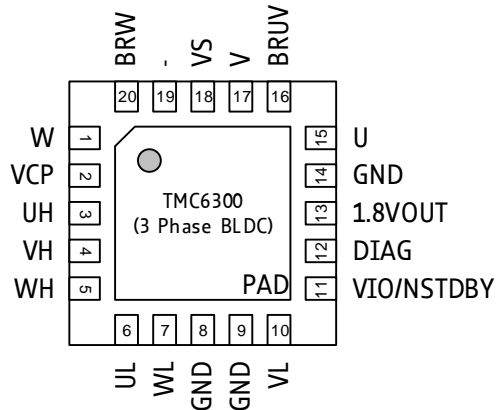 BRW - VS V BRUV
20 19 18 17 16
W 1
VCP 2
UH 3
VH 4
WH 5
TMC6300
(3 Phase BLDC)
PAD
15 U
14 GND
13 1.8VOUT
12 DIAG
11 VIO/NSTDBY
6 7 8 9 10
UL WL GND GND VL